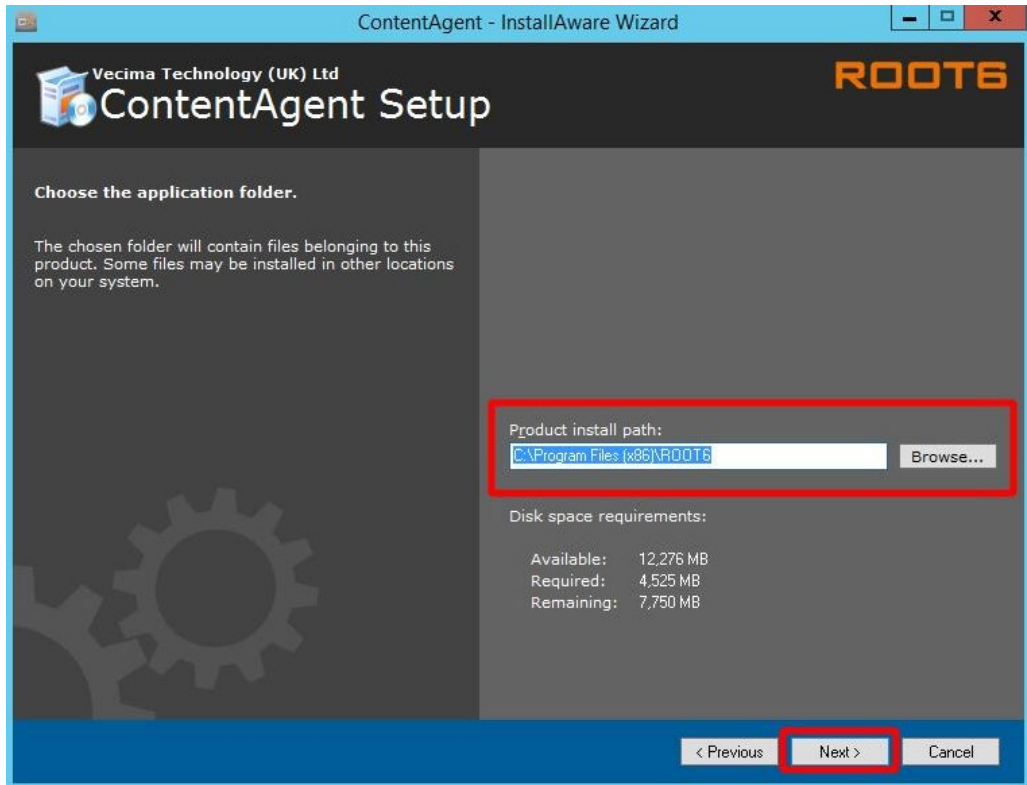 ContentAgent - InstallAware Wizard
Vecima Technology (UK) Ltd
ContentAgent Setup
ROOT6
Choose the application folder.
The chosen folder will contain files belonging to this
product. Some files may be installed in other locations
on your system.
Product install path:
C:\Program Files (x86)\ROOT6
Browse...
Disk space requirements:
Available: 12,276 MB
Required: 4,525 MB
Remaining: 7,750 MB
< Previous
Next >
Cancel